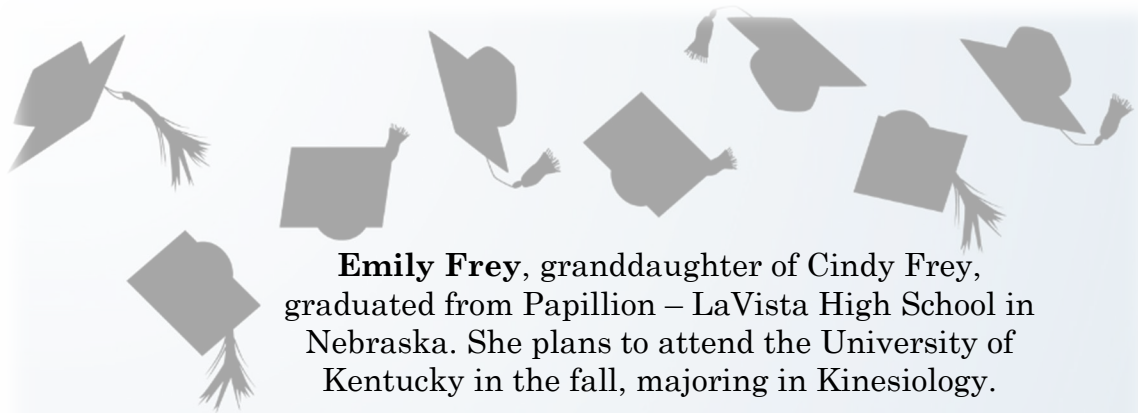 Emily Frey, granddaughter of Cindy Frey,
graduated from Papillion – LaVista High School in
Nebraska. She plans to attend the University of
Kentucky in the fall, majoring in Kinesiology.